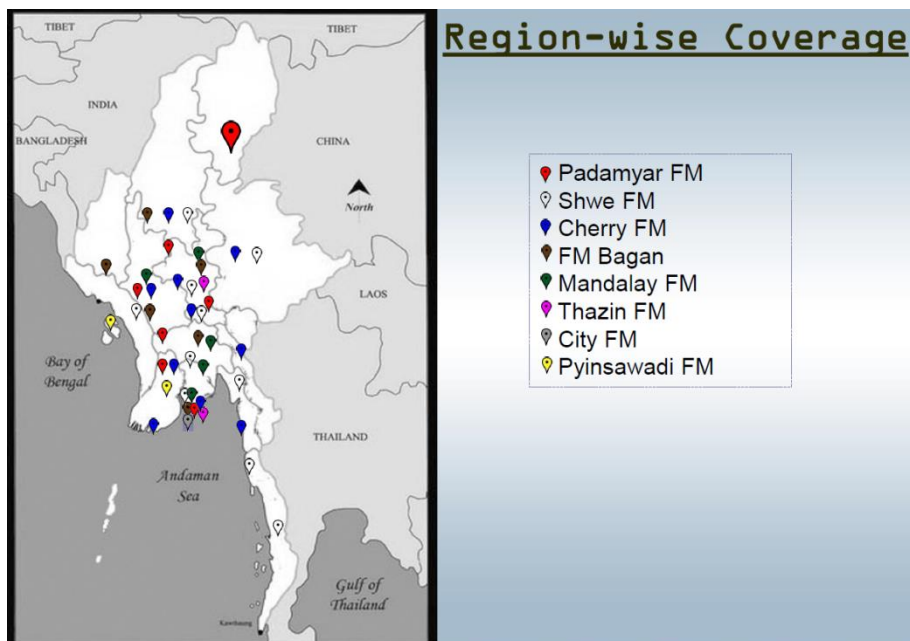 Region-wise Coverage
TIBET
TIBET
INDIA
BANGLADESH
CHINA
North
LAOS
Bay of
Bengal
THAILAND
Andaman
Sea
Gulf of
Thailand
Kawthaung
Padamyar FM
Shwe FM
Cherry FM
FM Bagan
Mandalay FM
Thazin FM
City FM
Pyinsawadi FM